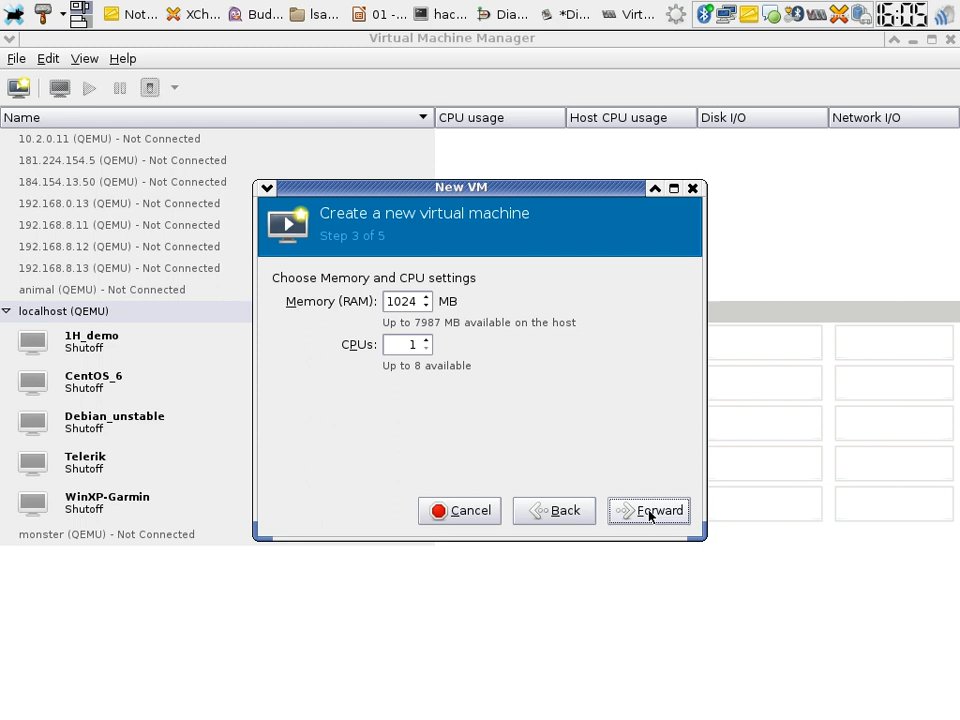 Not... XCh... Bud... lsa... 01 -... hac... Dia... *Di... Virt... 16:05
Virtual Machine Manager
File Edit View Help
Name CPU usage Host CPU usage Disk I/O Network I/O
10.2.0.11 (QEMU) - Not Connected
181.224.154.5 (QEMU) - Not Connected
184.154.13.50 (QEMU) - Not Connected
192.168.0.13 (QEMU) - Not Connected
192.168.8.11 (QEMU) - Not Connected
192.168.8.12 (QEMU) - Not Connected
192.168.8.13 (QEMU) - Not Connected
animal (QEMU) - Not Connected
localhost (QEMU)
1H_demo
Shutoff
CentOS_6
Shutoff
Debian_unstable
Shutoff
Telerik
Shutoff
WinXP-Garmin
Shutoff
monster (QEMU) - Not Connected
New VM
Create a new virtual machine
Step 3 of 5
Choose Memory and CPU settings
Memory (RAM): 1024 MB
Up to 7987 MB available on the host
CPUs: 1
Up to 8 available
Cancel Back Forward